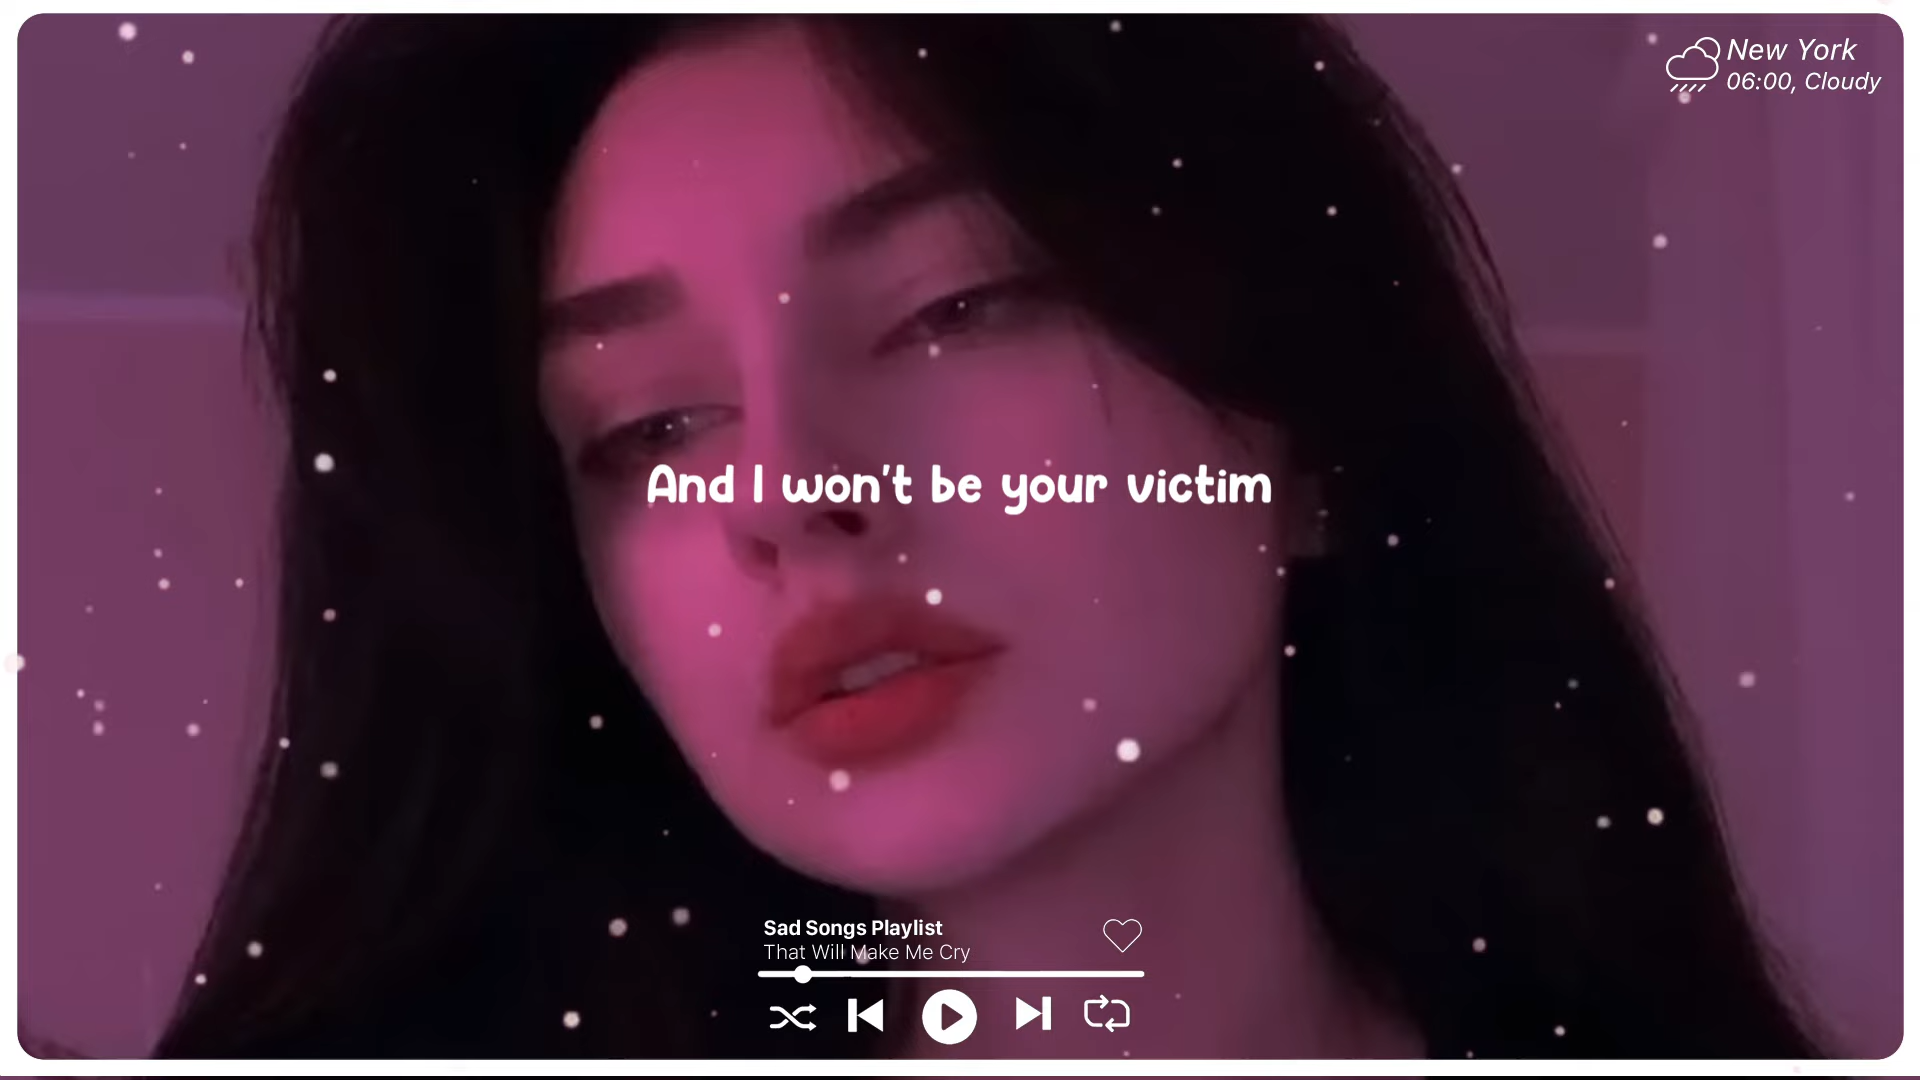 New York
06:00, Cloudy
And I won't be your victim
Sad Songs Playlist
That Will Make Me Cry